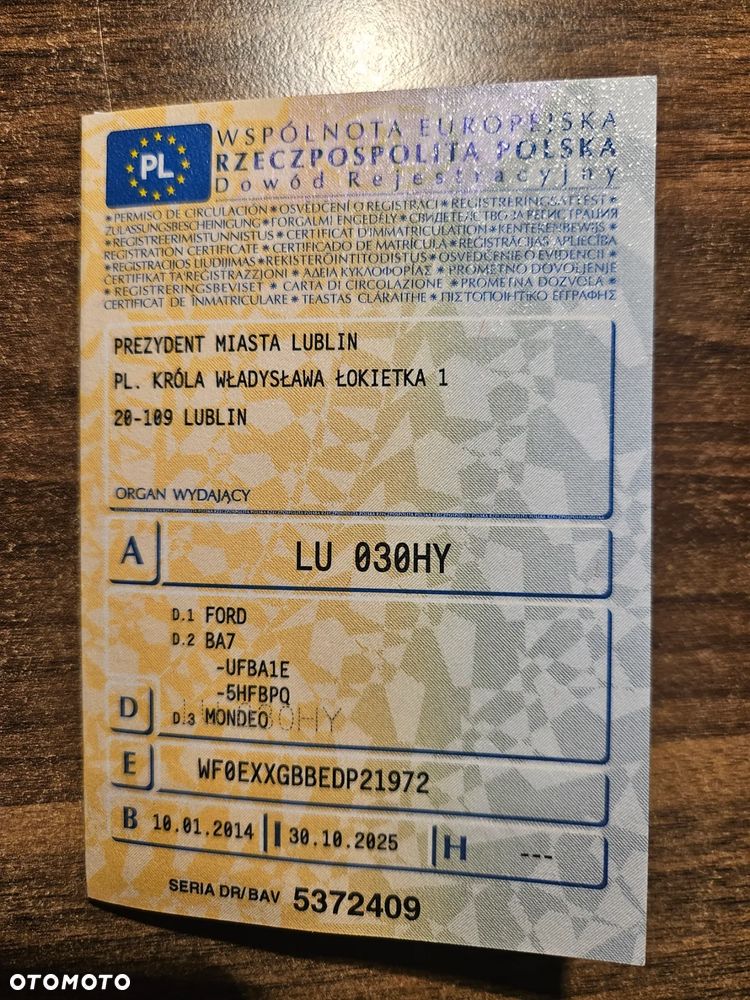 PL
WSPÓLNOTA EUROPEJSKA
RZECZPOSPOLITA POLSKA
Dowód Rejestracyjny
* PERMISO DE CIRCULACIÓN * OSVĚDČENÍ O REGISTRACI * REGISTRERINGSATTEST *
ZULASSUNGSBESCHEINIGUNG * FORGALMI ENGEDÉLY * СВИДЕТЕЛСТВО ЗА РЕГИСТРАЦИЯ
* REGISTREERIMISTUNNISTUS * CERTIFICAT D'IMMATRICULATION * KENTEKENBEWIJS
REGISTRATION CERTIFICATE * CERTIFICADO DE MATRÍCULA * REĢISTRĀCIJAS APLIECĪBA
* REGISTRACIJOS LIUDIJIMAS * REKISTERÖINTITODISTUS * OSVEDČENIE O EVIDENCII *
ĊERTIFIKAT TA'REĠISTRAZZJONI * ΑΔΕΙΑ ΚΥΚΛΟΦΟΡΙΑΣ * PROMETNO DOVOLJENJE
* REGISTRERINGSBEVISET * CARTA DI CIRCOLAZIONE * PROMETNA DOZVOLA *
CERTIFICAT DE ÎNMATRICULARE * TEASTAS CLÁRAITHE * ΠΙΣΤΟΠΟΙΗΤΙΚΟ ΕΓΓΡΑΦΗΣ
PREZYDENT MIASTA LUBLIN
PL. KRÓLA WŁADYSŁAWA ŁOKIETKA 1
20-109 LUBLIN
ORGAN WYDAJĄCY
A LU 030HY
D.1 FORD
D.2 BA7
-UFBA1E
-5HFBPQ
D D.3 MONDEO
LU 030HY
E WF0EXXGBBEDP21972
B 10.01.2014 I 30.10.2025 H ---
SERIA DR/BAV 5372409
OTOMOTO